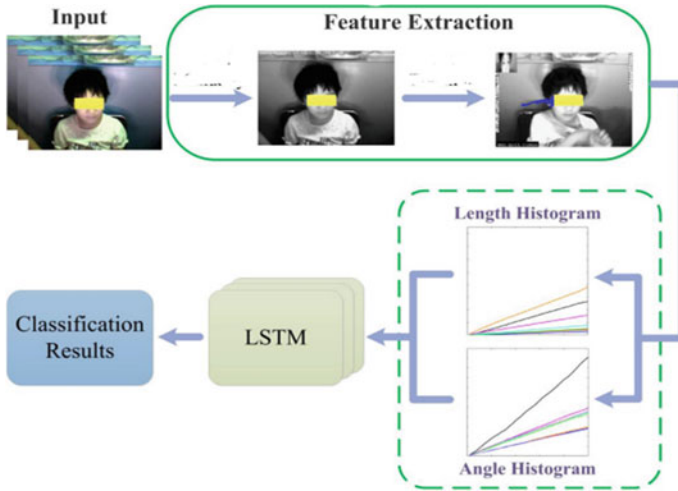 Input
Feature Extraction
Length Histogram
Classification
Results
LSTM
Angle Histogram